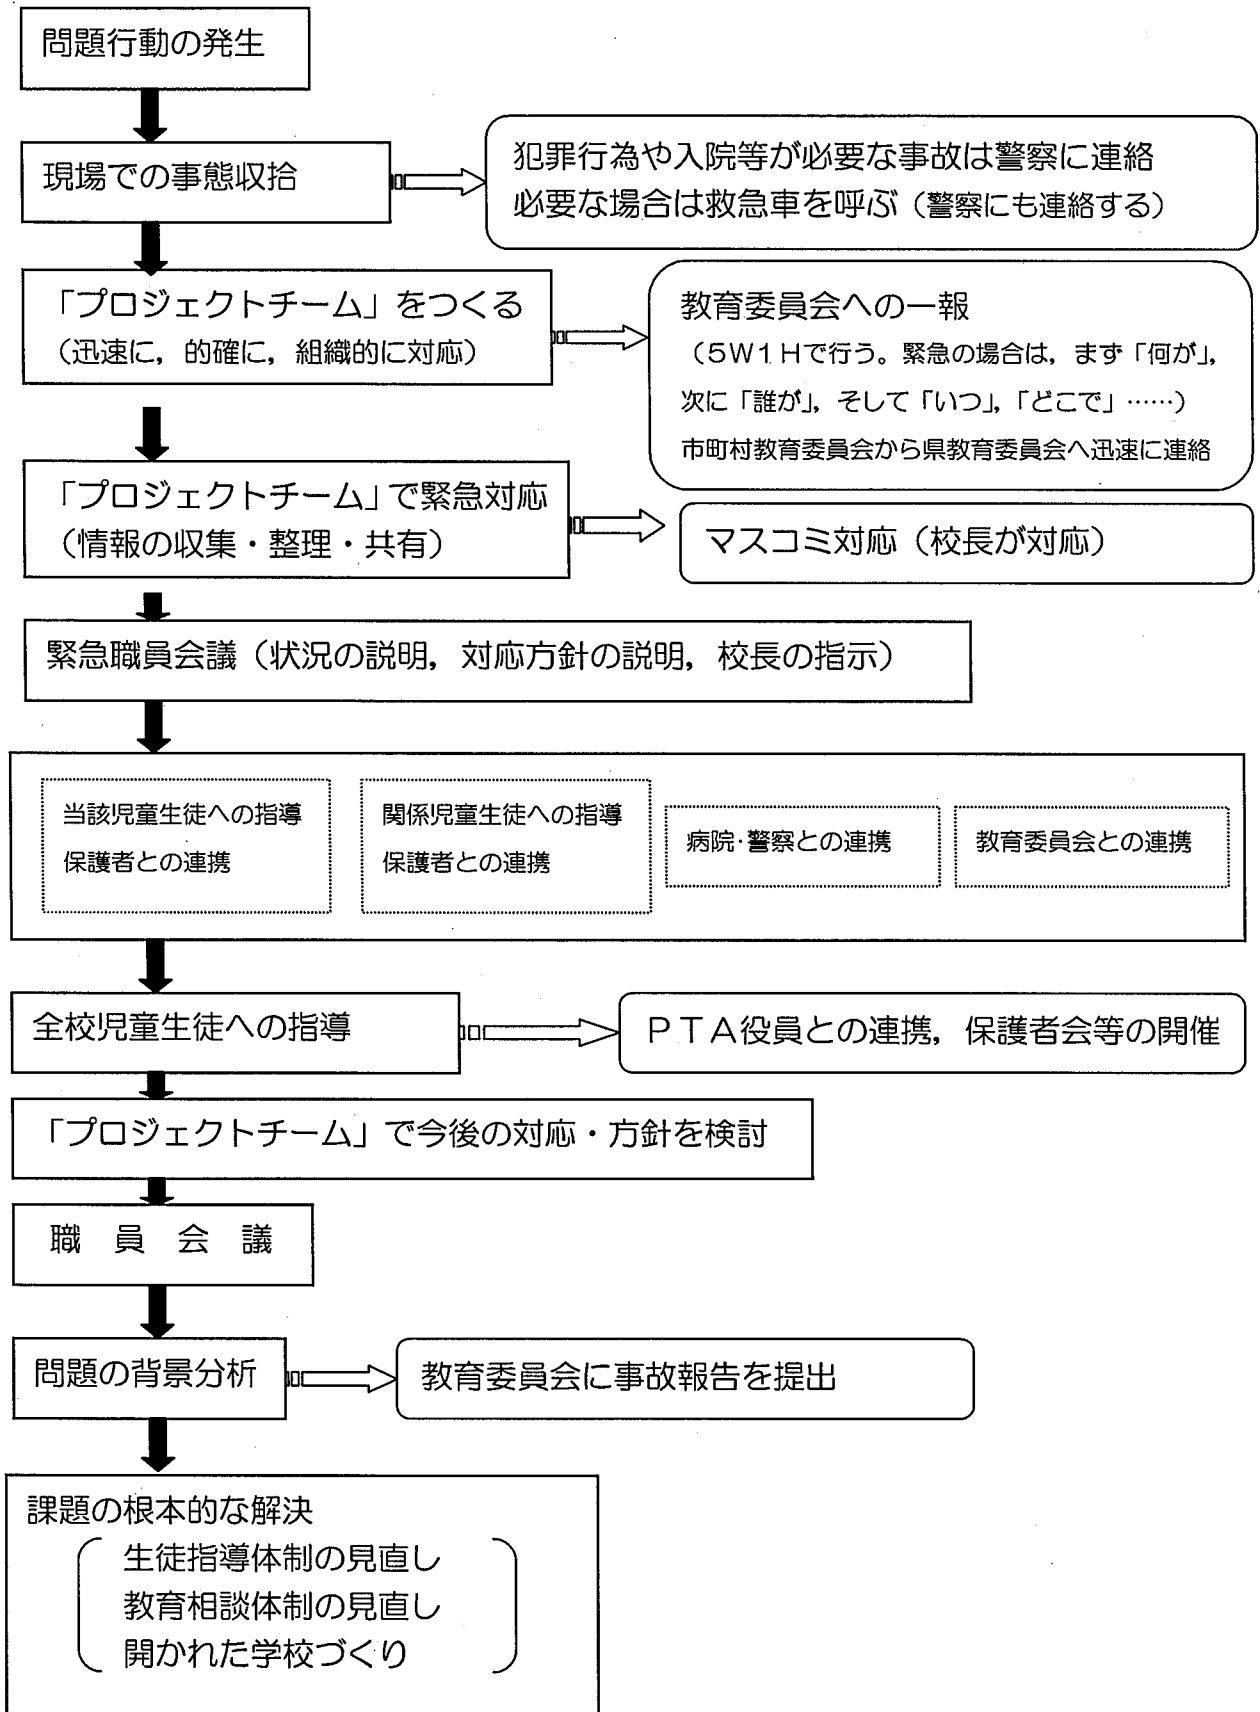 問題行動の発生
現場での事態収拾
犯罪行為や入院等が必要な事故は警察に連絡
必要な場合は救急車を呼ぶ（警察にも連絡する）
「プロジェクトチーム」をつくる
（迅速に，的確に，組織的に対応）
教育委員会への一報
（５Ｗ１Ｈで行う。緊急の場合は，まず「何が」，
次に「誰が」，そして「いつ」，「どこで」……）
市町村教育委員会から県教育委員会へ迅速に連絡
「プロジェクトチーム」で緊急対応
（情報の収集・整理・共有）
マスコミ対応（校長が対応）
緊急職員会議（状況の説明，対応方針の説明，校長の指示）
当該児童生徒への指導
保護者との連携
関係児童生徒への指導
保護者との連携
病院・警察との連携
教育委員会との連携
全校児童生徒への指導
ＰＴＡ役員との連携，保護者会等の開催
「プロジェクトチーム」で今後の対応・方針を検討
職　員　会　議
問題の背景分析
教育委員会に事故報告を提出
課題の根本的な解決
生徒指導体制の見直し
教育相談体制の見直し
開かれた学校づくり